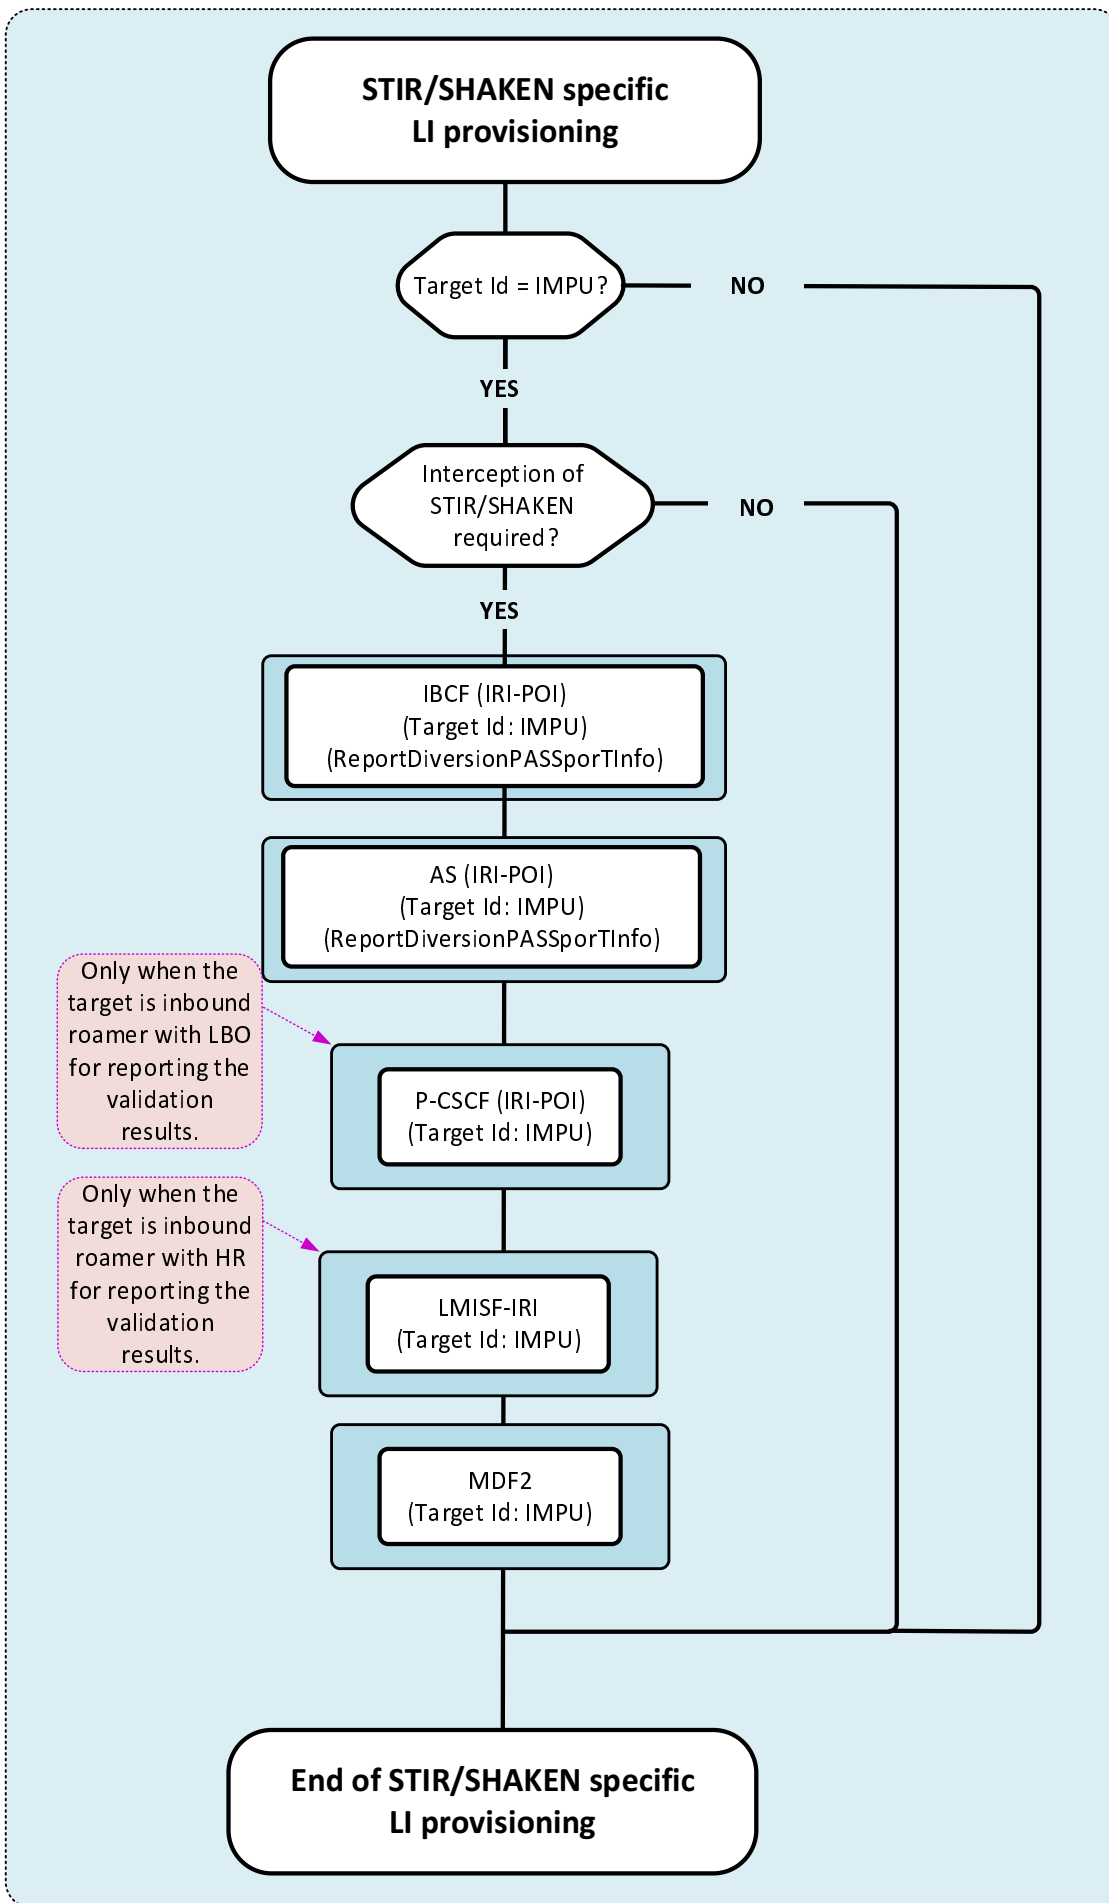 STIR/SHAKEN specific
LI provisioning
Target Id = IMPU?
NO
YES
Interception of
STIR/SHAKEN
required?
NO
YES
IBCF (IRI-POI)
(Target Id: IMPU)
(ReportDiversionPASSporTInfo)
AS (IRI-POI)
(Target Id: IMPU)
(ReportDiversionPASSporTInfo)
Only when the
target is inbound
roamer with LBO
for reporting the
validation
results.
P-CSCF (IRI-POI)
(Target Id: IMPU)
Only when the
target is inbound
roamer with HR
for reporting the
validation
results.
LMISF-IRI
(Target Id: IMPU)
MDF2
(Target Id: IMPU)
End of STIR/SHAKEN specific
LI provisioning